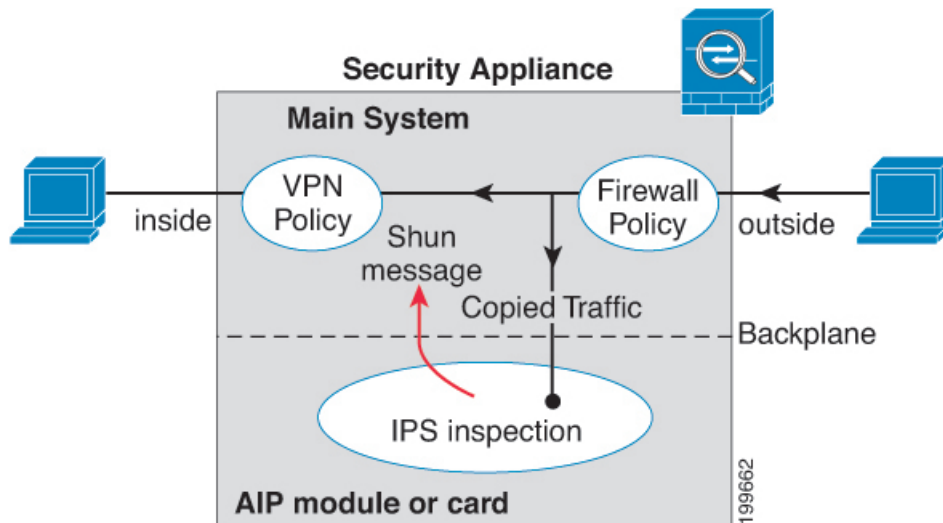 Security Appliance
Main System
VPN
Policy
Firewall
Policy
inside
outside
Shun
message
Copied Traffic
Backplane
IPS inspection
AIP module or card
199662